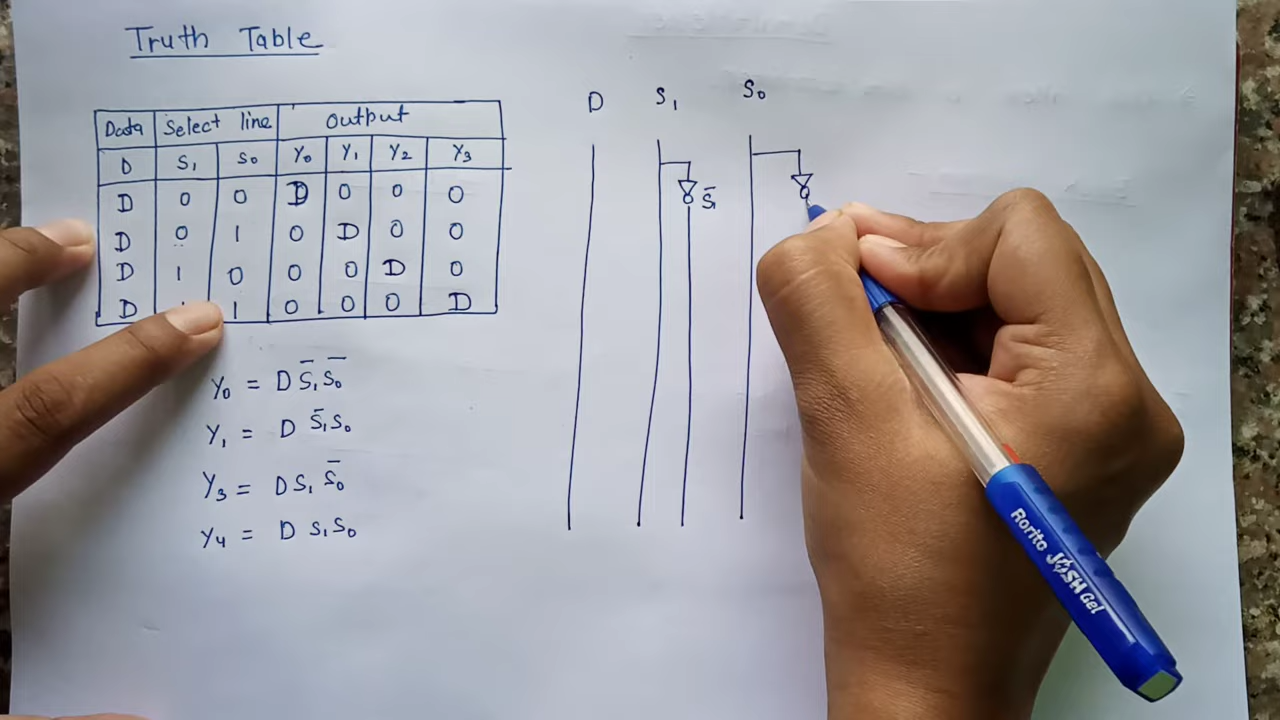 Truth Table
Data Select line Output
D S₁ S₀ Y₀ Y₁ Y₂ Y₃
D 0 0 D 0 0 0
D 0 1 0 D 0 0
D 1 0 0 0 D 0
D 1 0 0 0 D
Y₀ = D S̅₁ S̅₀
Y₁ = D S̅₁ S₀
Y₃ = D S₁ S̅₀
Y₄ = D S₁ S₀
D S₁ S₀
S̅₁
Rorito JOSH Gel